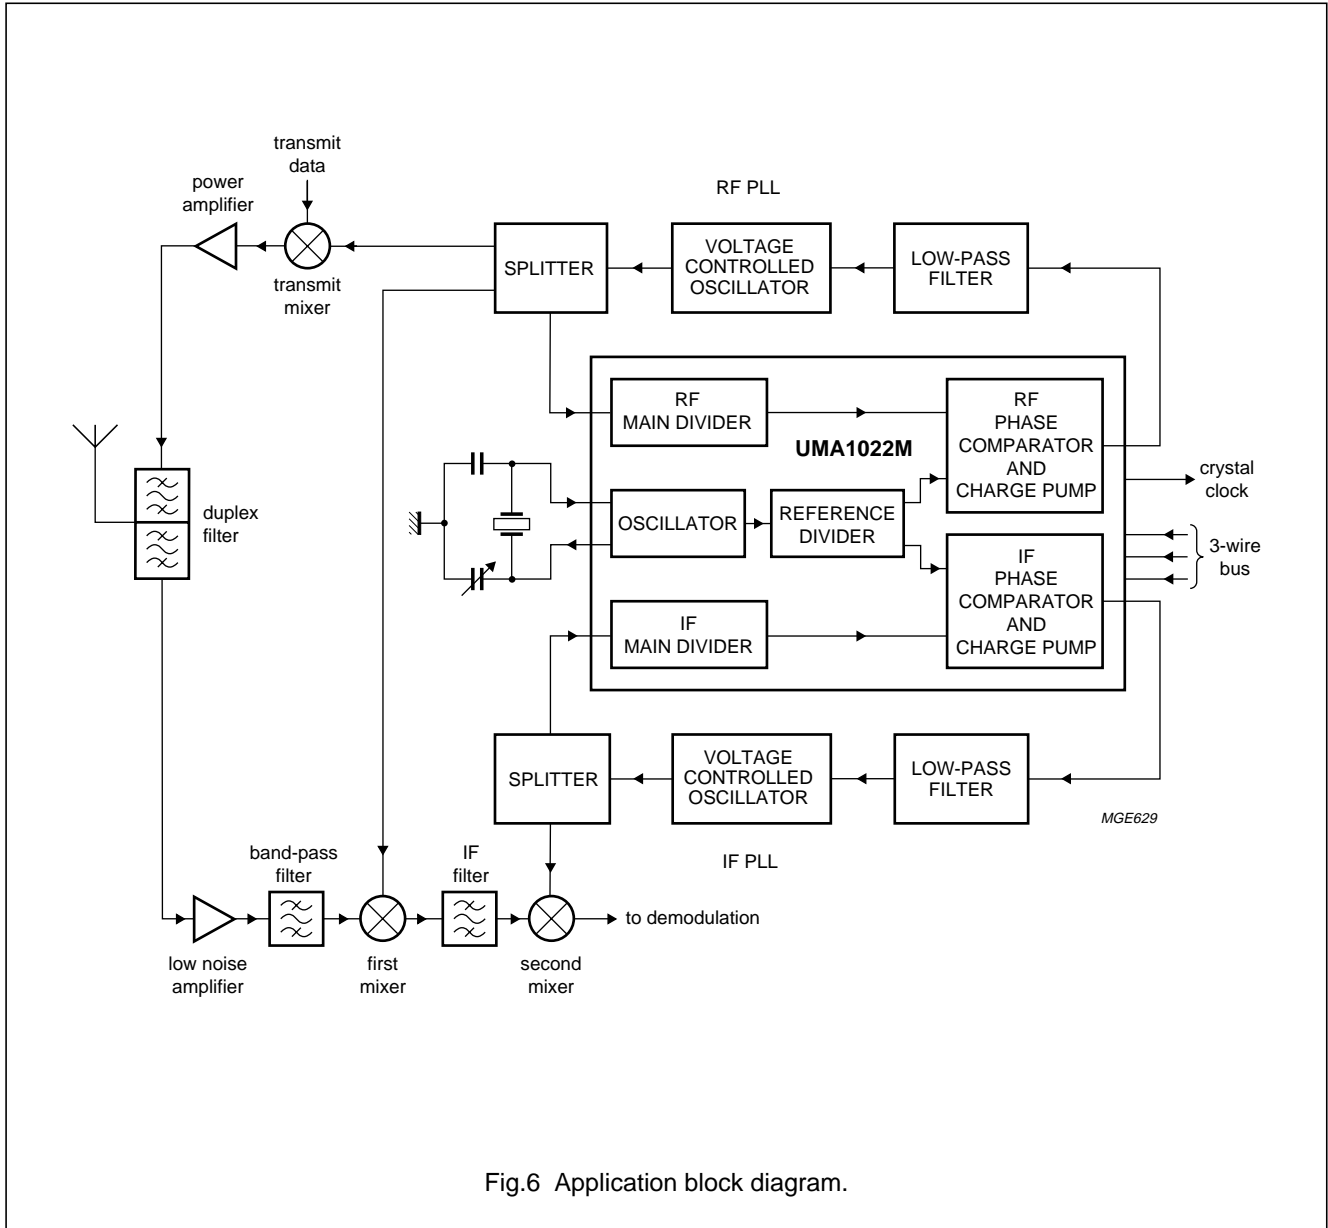 transmit
data
power
amplifier
transmit
mixer
RF PLL
SPLITTER
VOLTAGE
CONTROLLED
OSCILLATOR
LOW-PASS
FILTER
RF
MAIN DIVIDER
UMA1022M
RF
PHASE
COMPARATOR
AND
CHARGE PUMP
crystal
clock
duplex
filter
OSCILLATOR
REFERENCE
DIVIDER
3-wire
bus
IF
PHASE
COMPARATOR
AND
CHARGE PUMP
IF
MAIN DIVIDER
SPLITTER
VOLTAGE
CONTROLLED
OSCILLATOR
LOW-PASS
FILTER
MGE629
IF PLL
band-pass
filter
IF
filter
to demodulation
low noise
amplifier
first
mixer
second
mixer
Fig.6 Application block diagram.